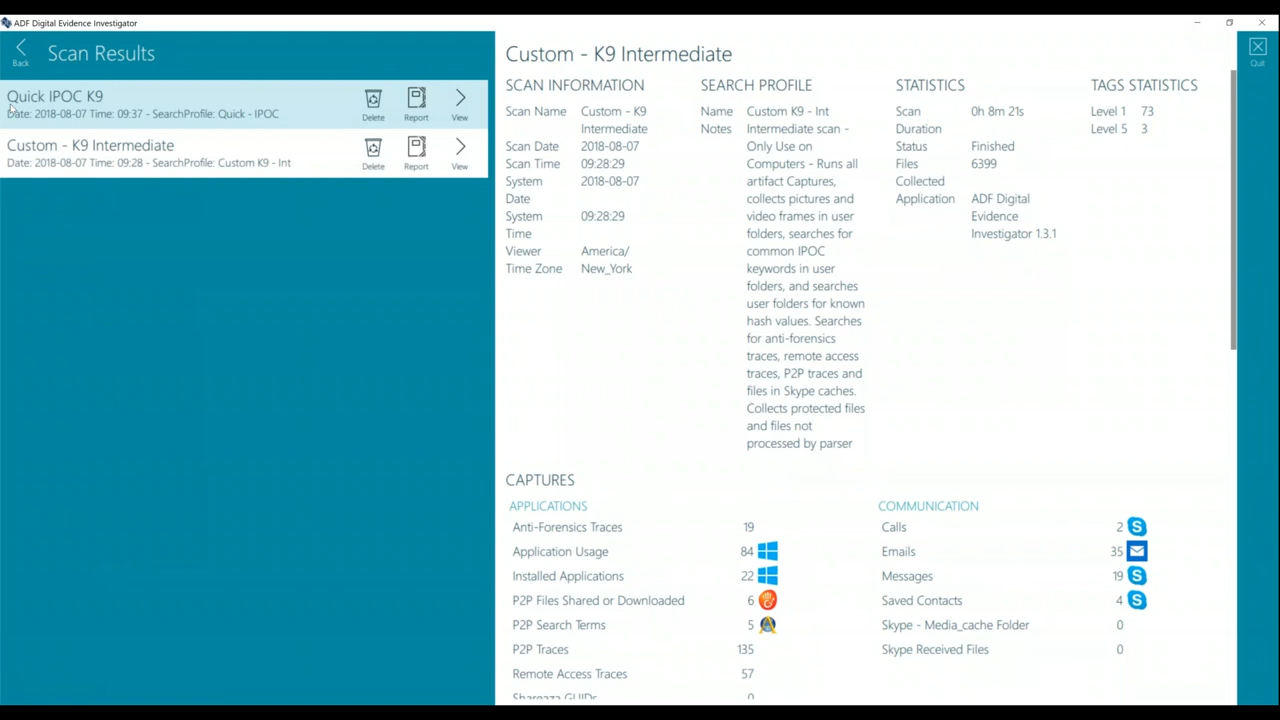 ADF Digital Evidence Investigator
Back
Scan Results
Quick IPOC K9
Date: 2018-08-07 Time: 09:37 - SearchProfile: Quick - IPOC
Delete
Report
View
Custom - K9 Intermediate
Date: 2018-08-07 Time: 09:28 - SearchProfile: Custom K9 - Int
Delete
Report
View
Custom - K9 Intermediate
Quit
SCAN INFORMATION
Scan Name Custom - K9
Intermediate
Scan Date 2018-08-07
Scan Time 09:28:29
System 2018-08-07
Date
System 09:28:29
Time
Viewer America/
Time Zone New_York
SEARCH PROFILE
Name Custom K9 - Int
Notes Intermediate scan -
Only Use on
Computers - Runs all
artifact Captures,
collects pictures and
video frames in user
folders, searches for
common IPOC
keywords in user
folders, and searches
user folders for known
hash values. Searches
for anti-forensics
traces, remote access
traces, P2P traces and
files in Skype caches.
Collects protected files
and files not
processed by parser
STATISTICS
Scan 0h 8m 21s
Duration
Status Finished
Files 6399
Collected
Application ADF Digital
Evidence
Investigator 1.3.1
TAGS STATISTICS
Level 1 73
Level 5 3
CAPTURES
APPLICATIONS
Anti-Forensics Traces 19
Application Usage 84
Installed Applications 22
P2P Files Shared or Downloaded 6
P2P Search Terms 5
P2P Traces 135
Remote Access Traces 57
Shareaza GUIDs 0
COMMUNICATION
Calls 2
Emails 35
Messages 19
Saved Contacts 4
Skype - Media_cache Folder 0
Skype Received Files 0